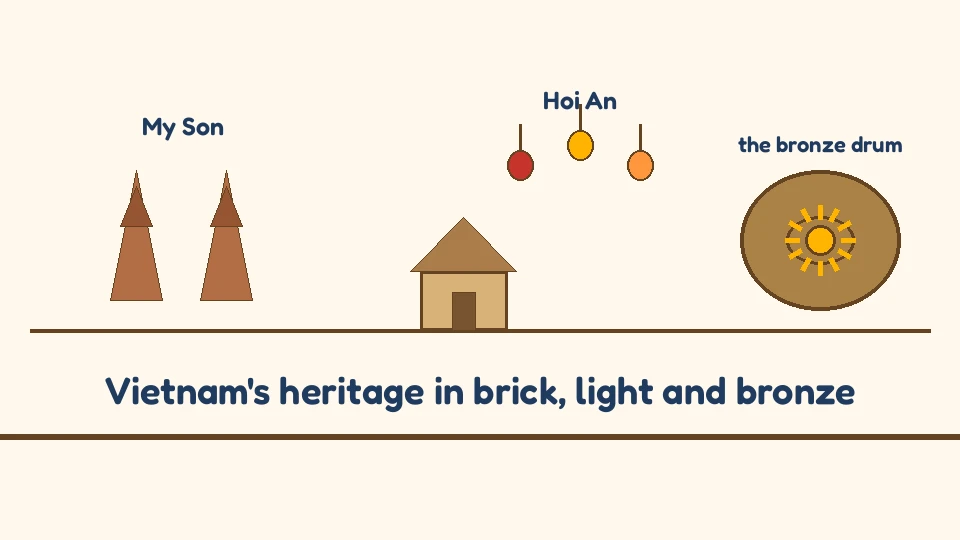 My Son
Hoi An
the bronze drum
Vietnam's heritage in brick, light and bronze